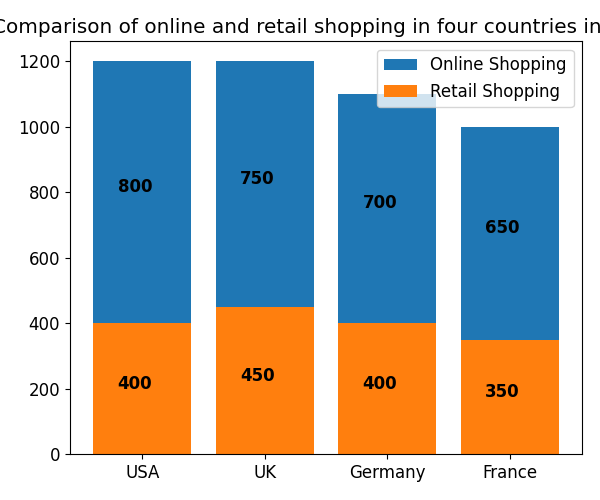 Comparison of online and retail shopping in four countries in
Online Shopping
Retail Shopping
1200
1000
800
600
400
200
0
800
750
700
650
400
450
400
350
USA
UK
Germany
France